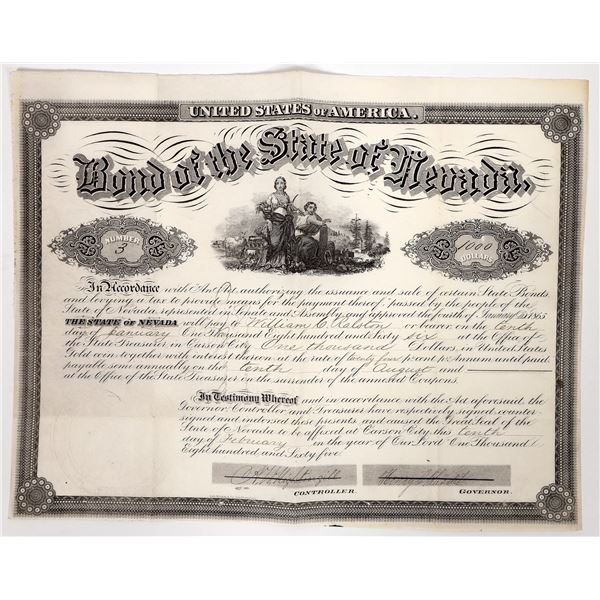 UNITED STATES OF AMERICA.
Bond of the State of Nevada.
NUMBER
3
1000
DOLLARS
In Accordance with An Act authorizing the issuance and sale of certain State Bonds,
and levying a tax to provide means for the payment thereof, passed by the people of the
State of Nevada represented in Senate and Assembly, and approved the fourth of January 1865
THE STATE OF NEVADA will pay to William C Ralston or bearer on the tenth
day of January One Thousand Eight hundred and sixty six at the Office of
the State Treasurer in Carson City One thousand Dollars, in United States
Gold coin together with interest thereon at the rate of twenty four pr. cent pr Annum until paid,
payable semi annually on the tenth day of August and
at the Office of the State Treasurer on the surrender of the annexed Coupons.
In Testimony Whereof and in accordance with the Act aforesaid, the
Governor, Controller and Treasurer have respectively signed, counter-
signed and endorsed these presents, and caused the Great Seal of the
State of Nevada to be affixed at Carson City, this tenth
day of February in the year of Our Lord One Thousand
Eight hundred and Sixty five.
CONTROLLER.
GOVERNOR.